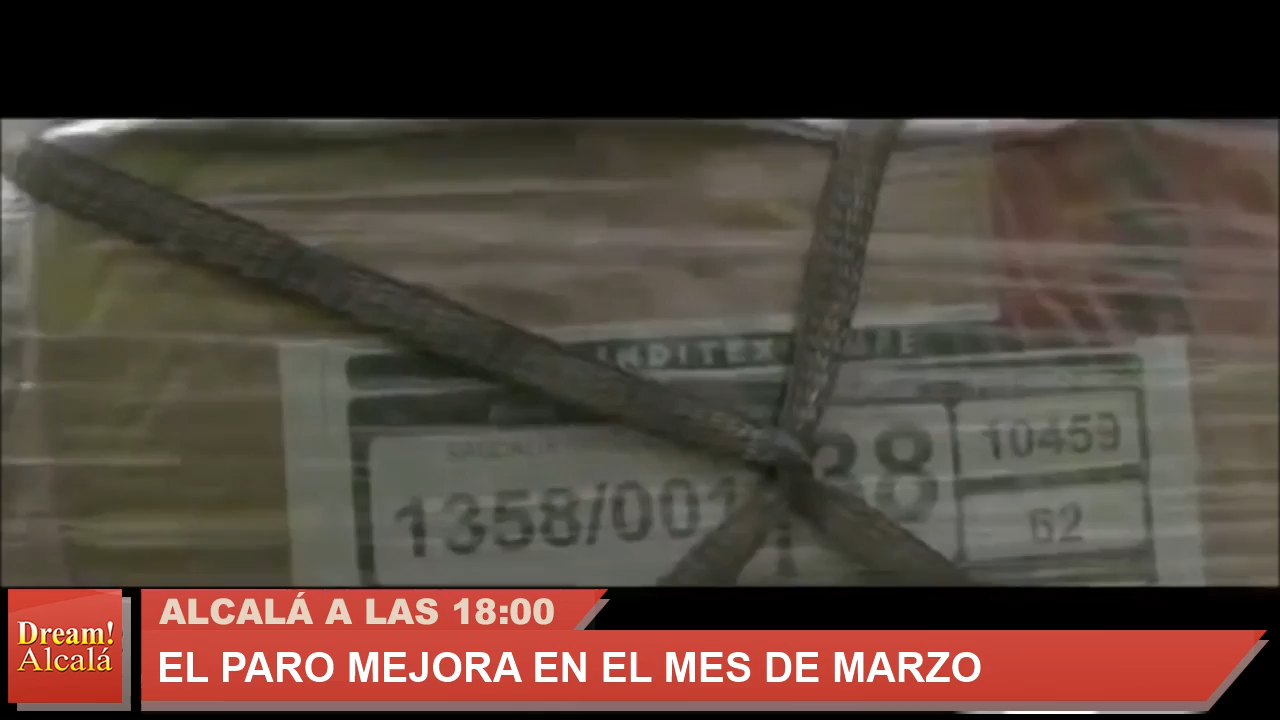 INDITEX
10459
1358/001
38
62
ALCALÁ A LAS 18:00
Dream!
Alcalá
EL PARO MEJORA EN EL MES DE MARZO